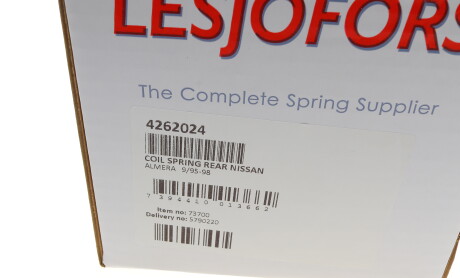 LESJOFORS
The Complete Spring Supplier
4262024
COIL SPRING REAR NISSAN
ALMERA 9/95-98
7 394410 013662
Item no: 73700
Delivery no: 5790220